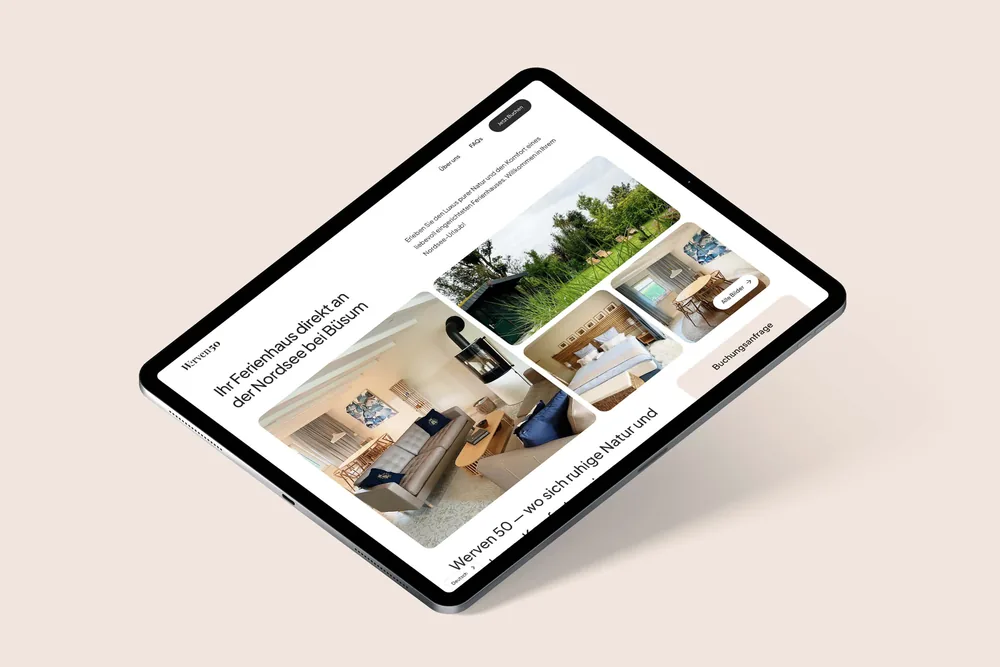 Werven50
Über uns
FAQs
Jetzt Buchen
Ihr Ferienhaus direkt an
der Nordsee bei Büsum
Erleben Sie den Luxus purer Natur und den Komfort eines
liebevoll eingerichteten Ferienhauses. Willkommen in Ihrem
Nordsee-Urlaub!
Alle Bilder
Werven 50 — wo sich ruhige Natur und
Buchungsanfrage
Deutsch